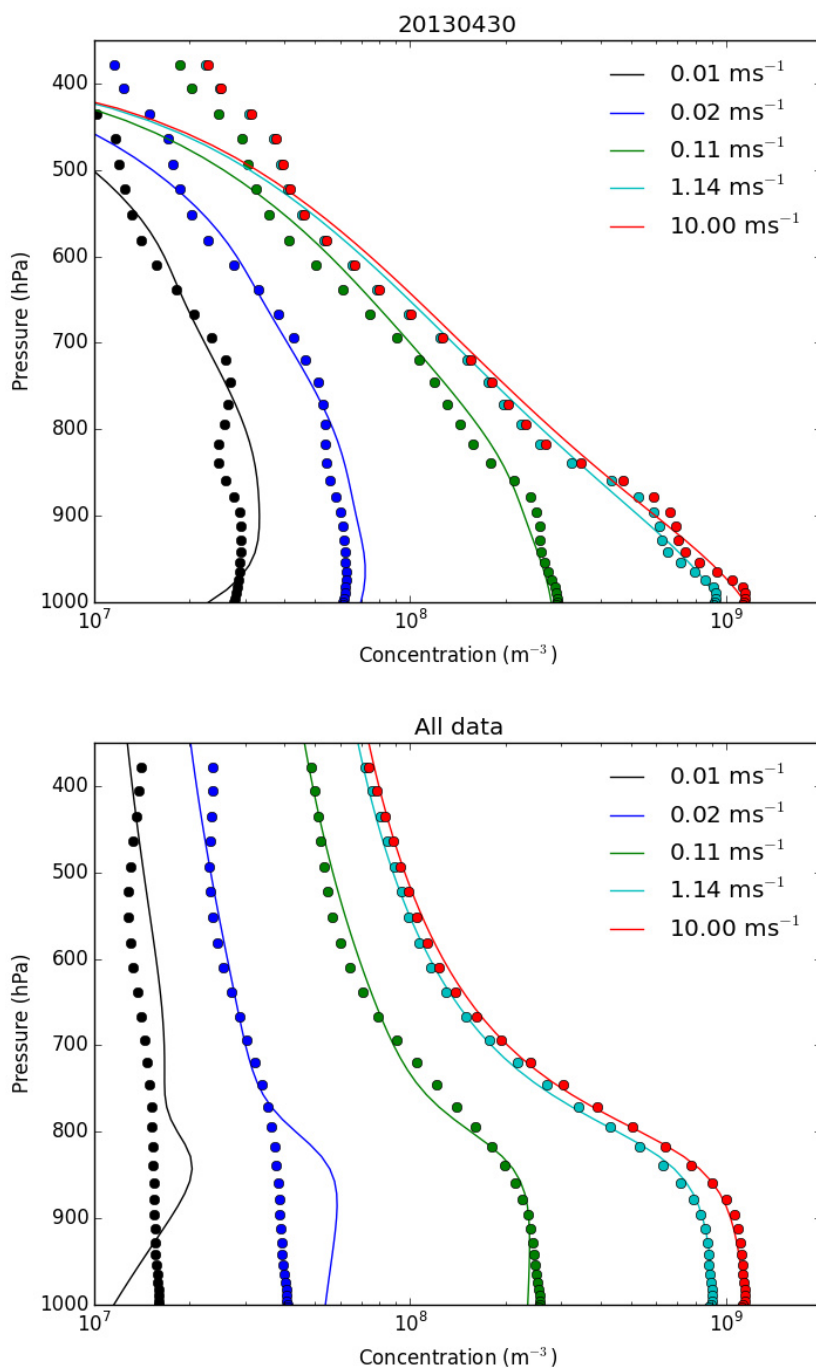 20130430
400
500
600
700
800
900
1000
Pressure (hPa)
10⁷
10⁸
10⁹
Concentration (m⁻³)
0.01 ms⁻¹
0.02 ms⁻¹
0.11 ms⁻¹
1.14 ms⁻¹
10.00 ms⁻¹
All data
400
500
600
700
800
900
1000
Pressure (hPa)
10⁷
10⁸
10⁹
Concentration (m⁻³)
0.01 ms⁻¹
0.02 ms⁻¹
0.11 ms⁻¹
1.14 ms⁻¹
10.00 ms⁻¹